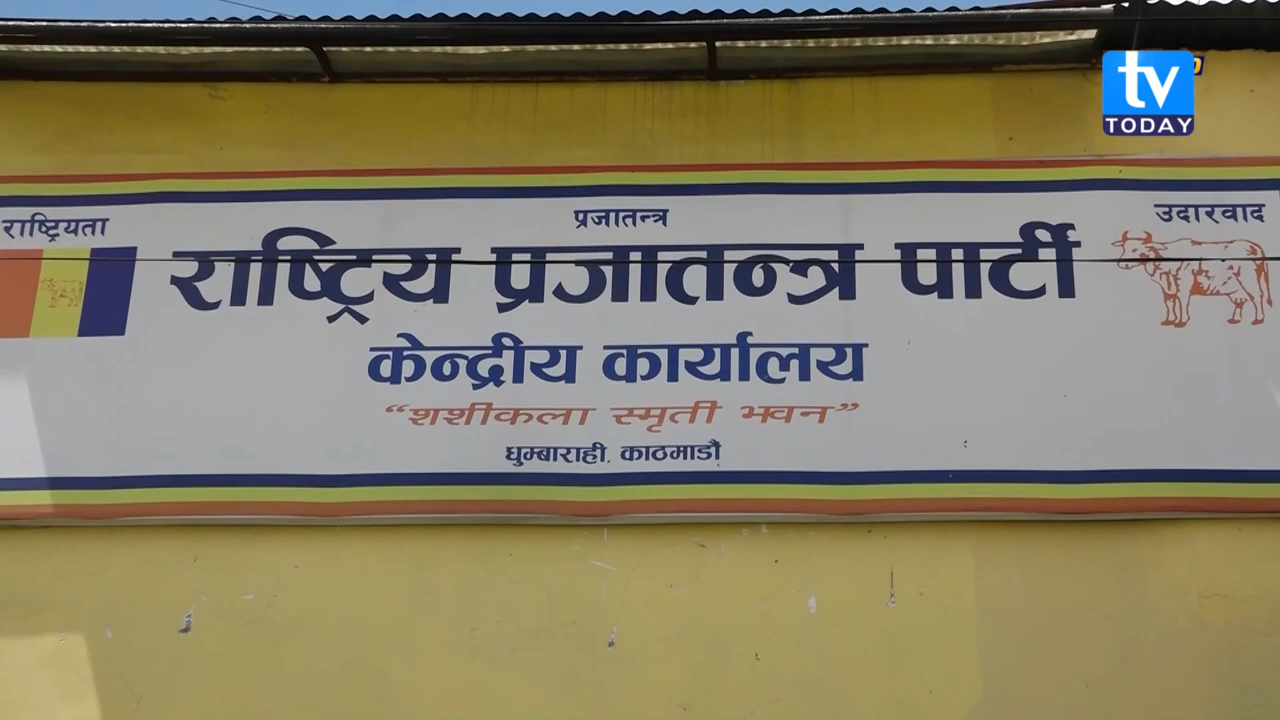 tv
TODAY
राष्ट्रियता
प्रजातन्त्र
उदारवाद
राष्ट्रिय प्रजातन्त्र पार्टी
केन्द्रीय कार्यालय
“शशीकला स्मृती भवन”
धुम्बाराही, काठमाडौं